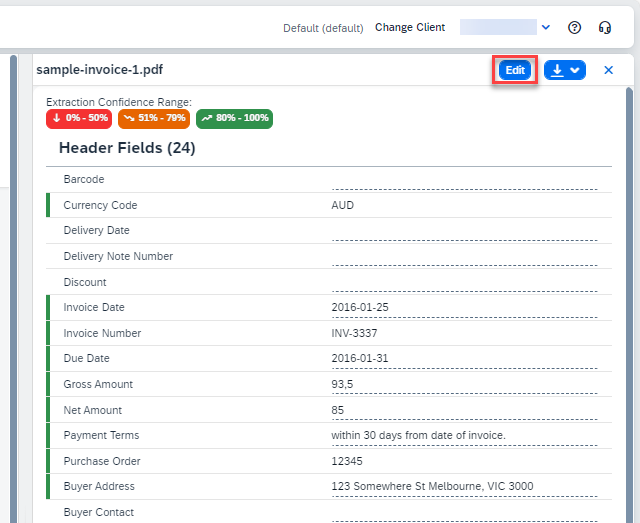 Default (default) Change Client
sample-invoice-1.pdf Edit
Extraction Confidence Range:
0% - 50% 51% - 79% 80% - 100%
Header Fields (24)
Barcode
Currency Code AUD
Delivery Date
Delivery Note Number
Discount
Invoice Date 2016-01-25
Invoice Number INV-3337
Due Date 2016-01-31
Gross Amount 93,5
Net Amount 85
Payment Terms within 30 days from date of invoice.
Purchase Order 12345
Buyer Address 123 Somewhere St Melbourne, VIC 3000
Buyer Contact